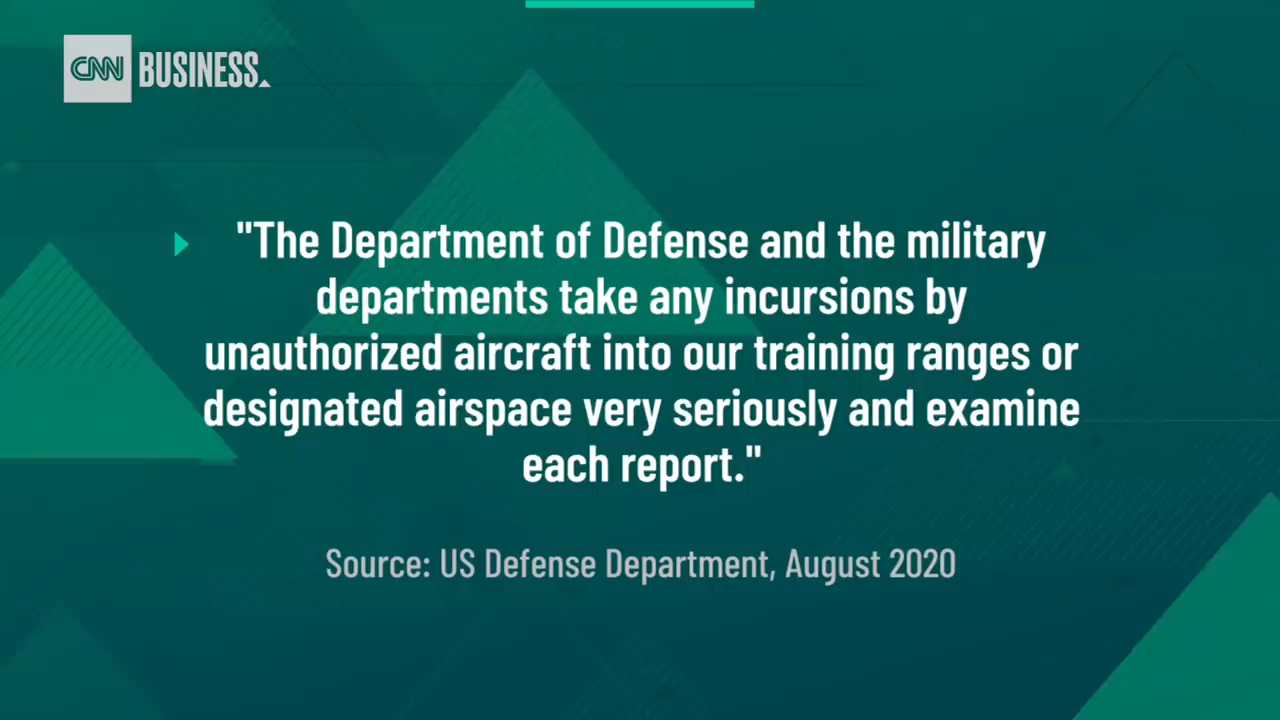 CNN BUSINESS
"The Department of Defense and the military
departments take any incursions by
unauthorized aircraft into our training ranges or
designated airspace very seriously and examine
each report."
Source: US Defense Department, August 2020